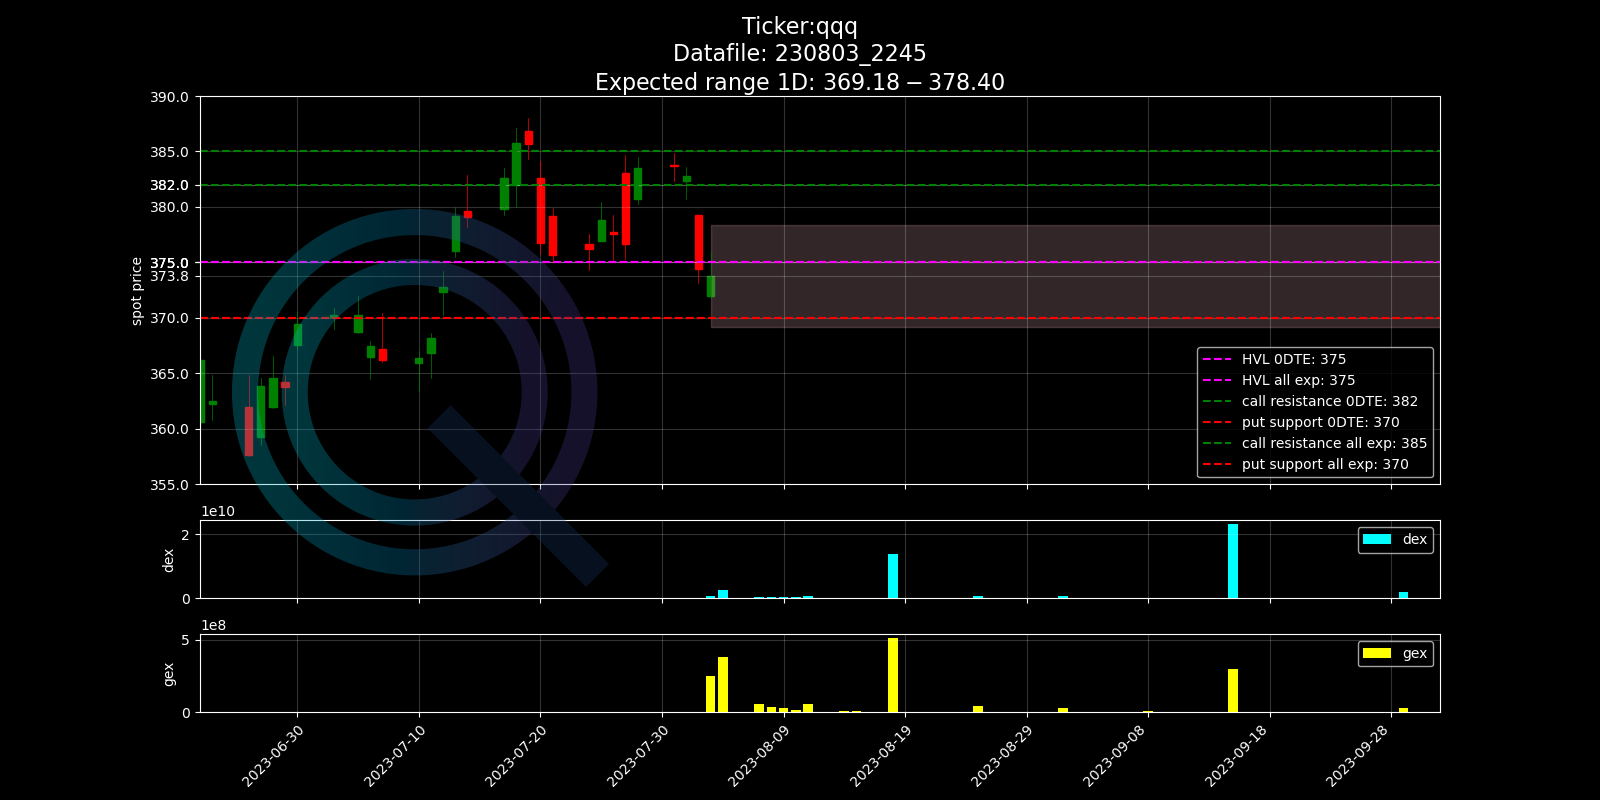 Ticker:qqq
Datafile: 230803_2245
Expected range 1D: 369.18 − 378.40
390.0
385.0
382.0
380.0
375.0
373.8
370.0
365.0
360.0
355.0
spot price
HVL 0DTE: 375
HVL all exp: 375
call resistance 0DTE: 382
put support 0DTE: 370
call resistance all exp: 385
put support all exp: 370
1e10
2
0
dex
dex
1e8
5
0
gex
gex
2023-06-30
2023-07-10
2023-07-20
2023-07-30
2023-08-09
2023-08-19
2023-08-29
2023-09-08
2023-09-18
2023-09-28